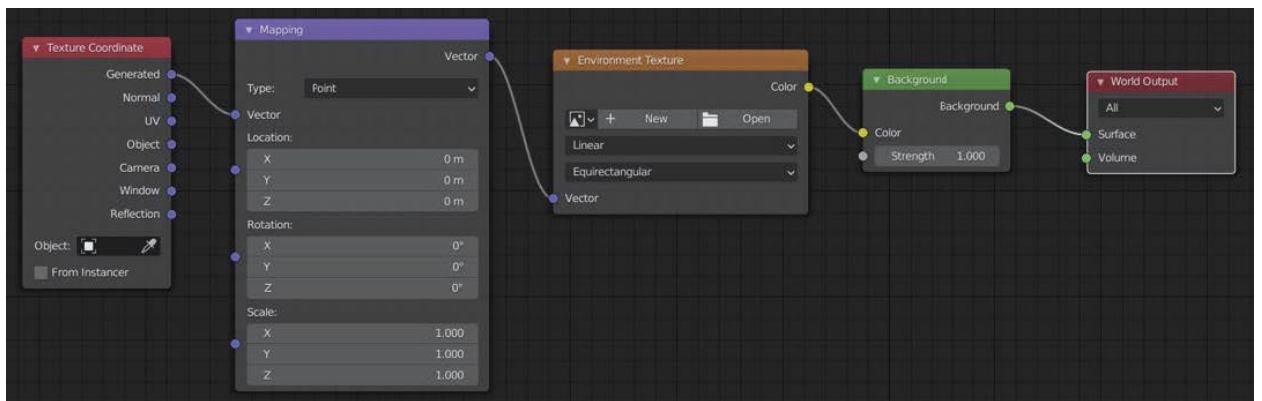 Texture Coordinate
Generated
Normal
UV
Object
Camera
Window
Reflection
Object:
From Instancer
Mapping
Vector
Type: Point
Vector
Location:
X 0 m
Y 0 m
Z 0 m
Rotation:
X 0°
Y 0°
Z 0°
Scale:
X 1.000
Y 1.000
Z 1.000
Environment Texture
Color
+ New Open
Linear
Equirectangular
Vector
Background
Background
Color
Strength 1.000
World Output
All
Surface
Volume